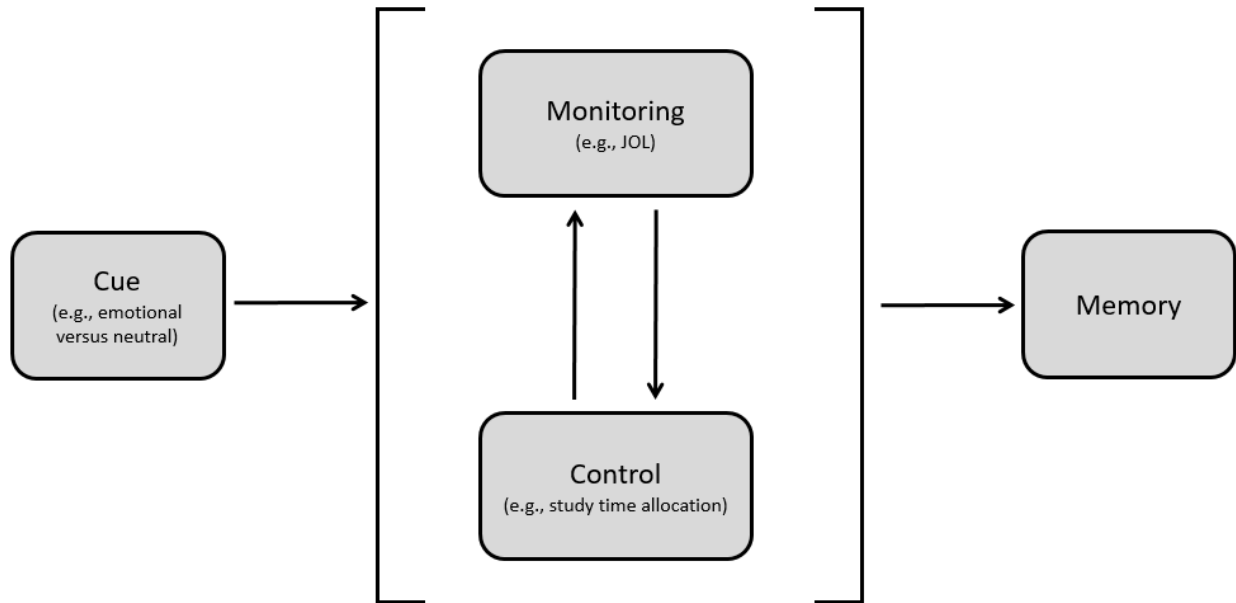 Monitoring
(e.g., JOL)
Cue
(e.g., emotional
versus neutral)
Memory
Control
(e.g., study time allocation)